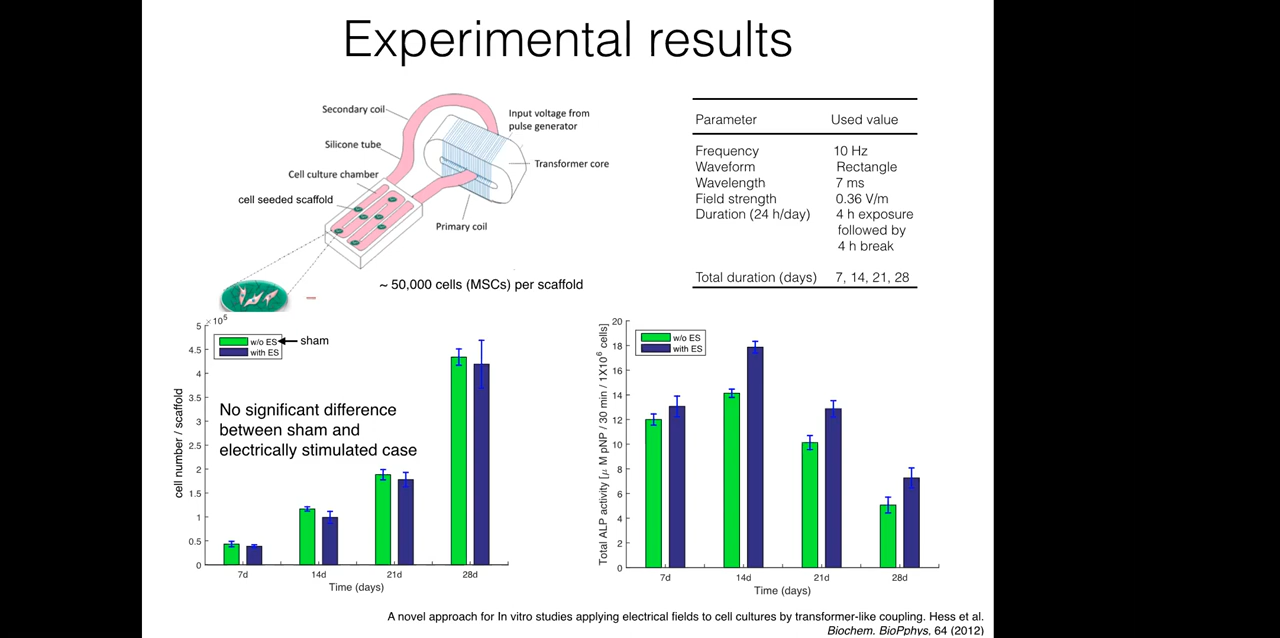 Experimental results
Secondary coil
Input voltage from
pulse generator
Silicone tube
Transformer core
Cell culture chamber
cell seeded scaffold
Primary coil
~ 50,000 cells (MSCs) per scaffold
Parameter Used value
Frequency 10 Hz
Waveform Rectangle
Wavelength 7 ms
Field strength 0.36 V/m
Duration (24 h/day) 4 h exposure
followed by
4 h break
Total duration (days) 7, 14, 21, 28
×10⁵
5
4.5
4
3.5
3
2.5
2
1.5
1
0.5
0
cell number / scaffold
w/o ES
with ES
sham
No significant difference
between sham and
electrically stimulated case
7d 14d 21d 28d
Time (days)
20
18
16
14
12
10
8
6
4
2
0
Total ALP activity [μ M pNP / 30 min / 1X10⁶ cells]
w/o ES
with ES
7d 14d 21d 28d
Time (days)
A novel approach for In vitro studies applying electrical fields to cell cultures by transformer-like coupling. Hess et al.
Biochem. BioPphys, 64 (2012)